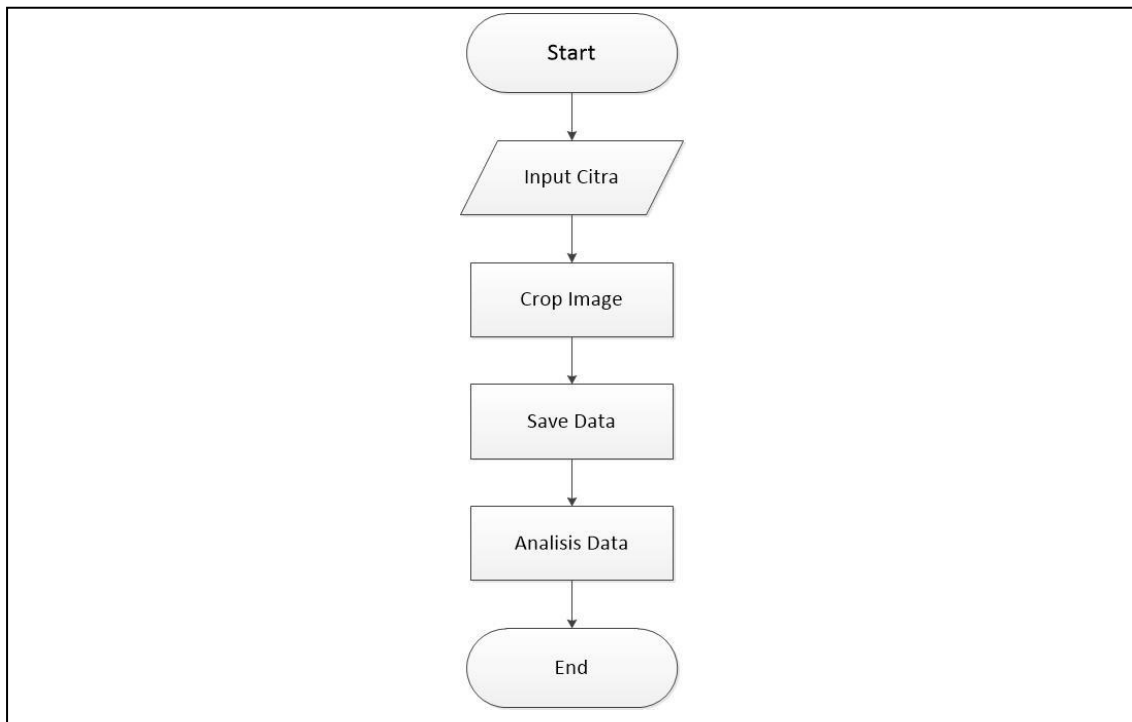 Start
Input Citra
Crop Image
Save Data
Analisis Data
End